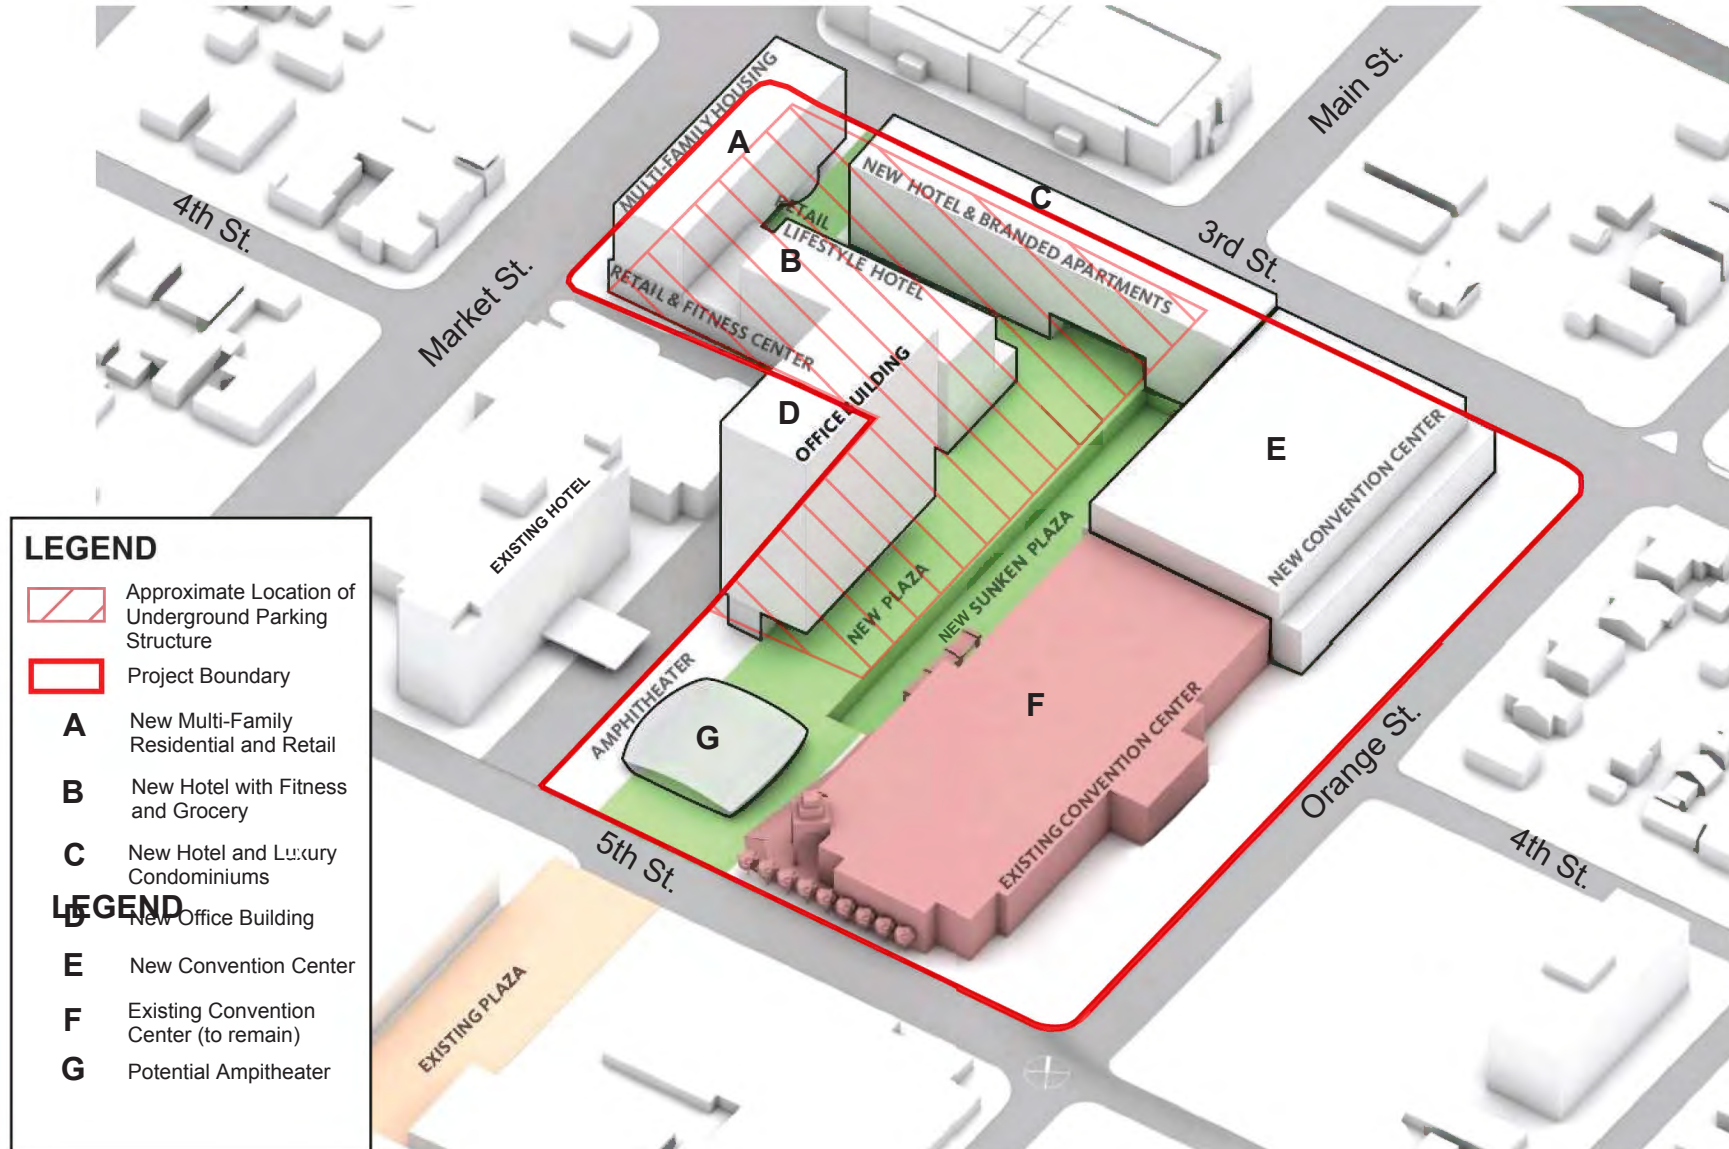 MULTI-FAMILY HOUSING
A
Main St.
4th St.
C
NEW HOTEL & BRANDED APARTMENTS
RETAIL
3rd St.
LIFESTYLE HOTEL
B
Market St.
RETAIL & FITNESS CENTER
D
OFFICE BUILDING
E
NEW CONVENTION CENTER
EXISTING HOTEL
NEW PLAZA
NEW SUNKEN PLAZA
AMPHITHEATER
G
F
EXISTING CONVENTION CENTER
Orange St.
4th St.
5th St.
EXISTING PLAZA
LEGEND
Approximate Location of
Underground Parking
Structure
Project Boundary
A New Multi-Family
Residential and Retail
B New Hotel with Fitness
and Grocery
C New Hotel and Luxury
Condominiums
LEGEND
D New Office Building
E New Convention Center
F Existing Convention
Center (to remain)
G Potential Ampitheater